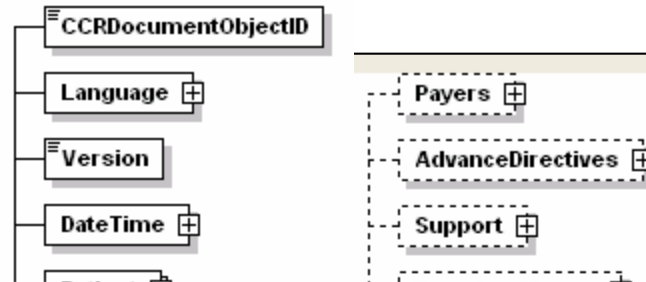 CCRDocumentObjectID
Language
Version
DateTime
Payers
AdvanceDirectives
Support